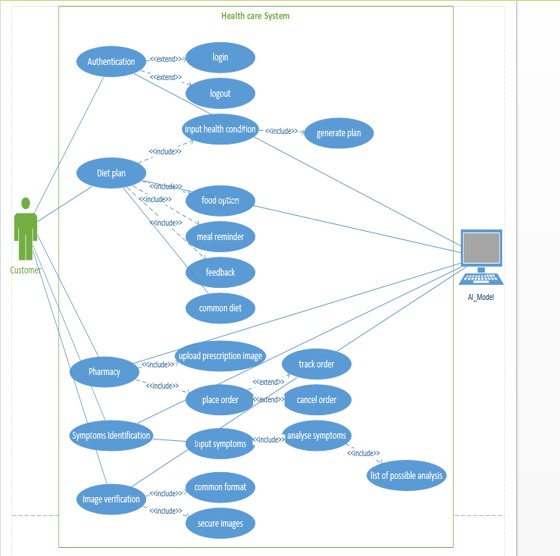 Health care System
Authentication
<<extend>>
login
<<extend>>
logout
input health condition
<<include>>
generate plan
<<include>>
Diet plan
<<include>>
food option
<<include>>
meal reminder
<<include>>
feedback
common diet
Customer
AI_Model
upload prescription image
Pharmacy
<<include>>
track order
<<include>>
<<extend>>
place order
<<extend>>
cancel order
Symptoms Identification
Input symptoms
<<include>>
analyse symptoms
<<include>>
list of possible analysis
common format
Image verification
<<include>>
<<include>>
secure images